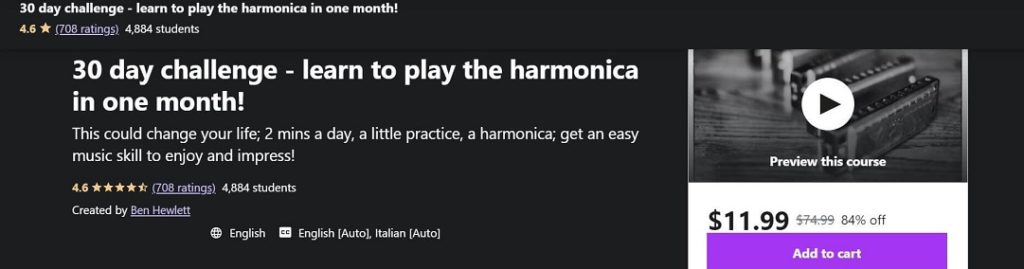 30 day challenge - learn to play the harmonica in one month!
4.6 ★ (708 ratings) 4,884 students
30 day challenge - learn to play the harmonica
in one month!
This could change your life; 2 mins a day, a little practice, a harmonica; get an easy
music skill to enjoy and impress!
4.6 (708 ratings) 4,884 students
Created by Ben Hewlett
English CC English [Auto], Italian [Auto]
Preview this course
$11.99 $74.99 84% off
Add to cart